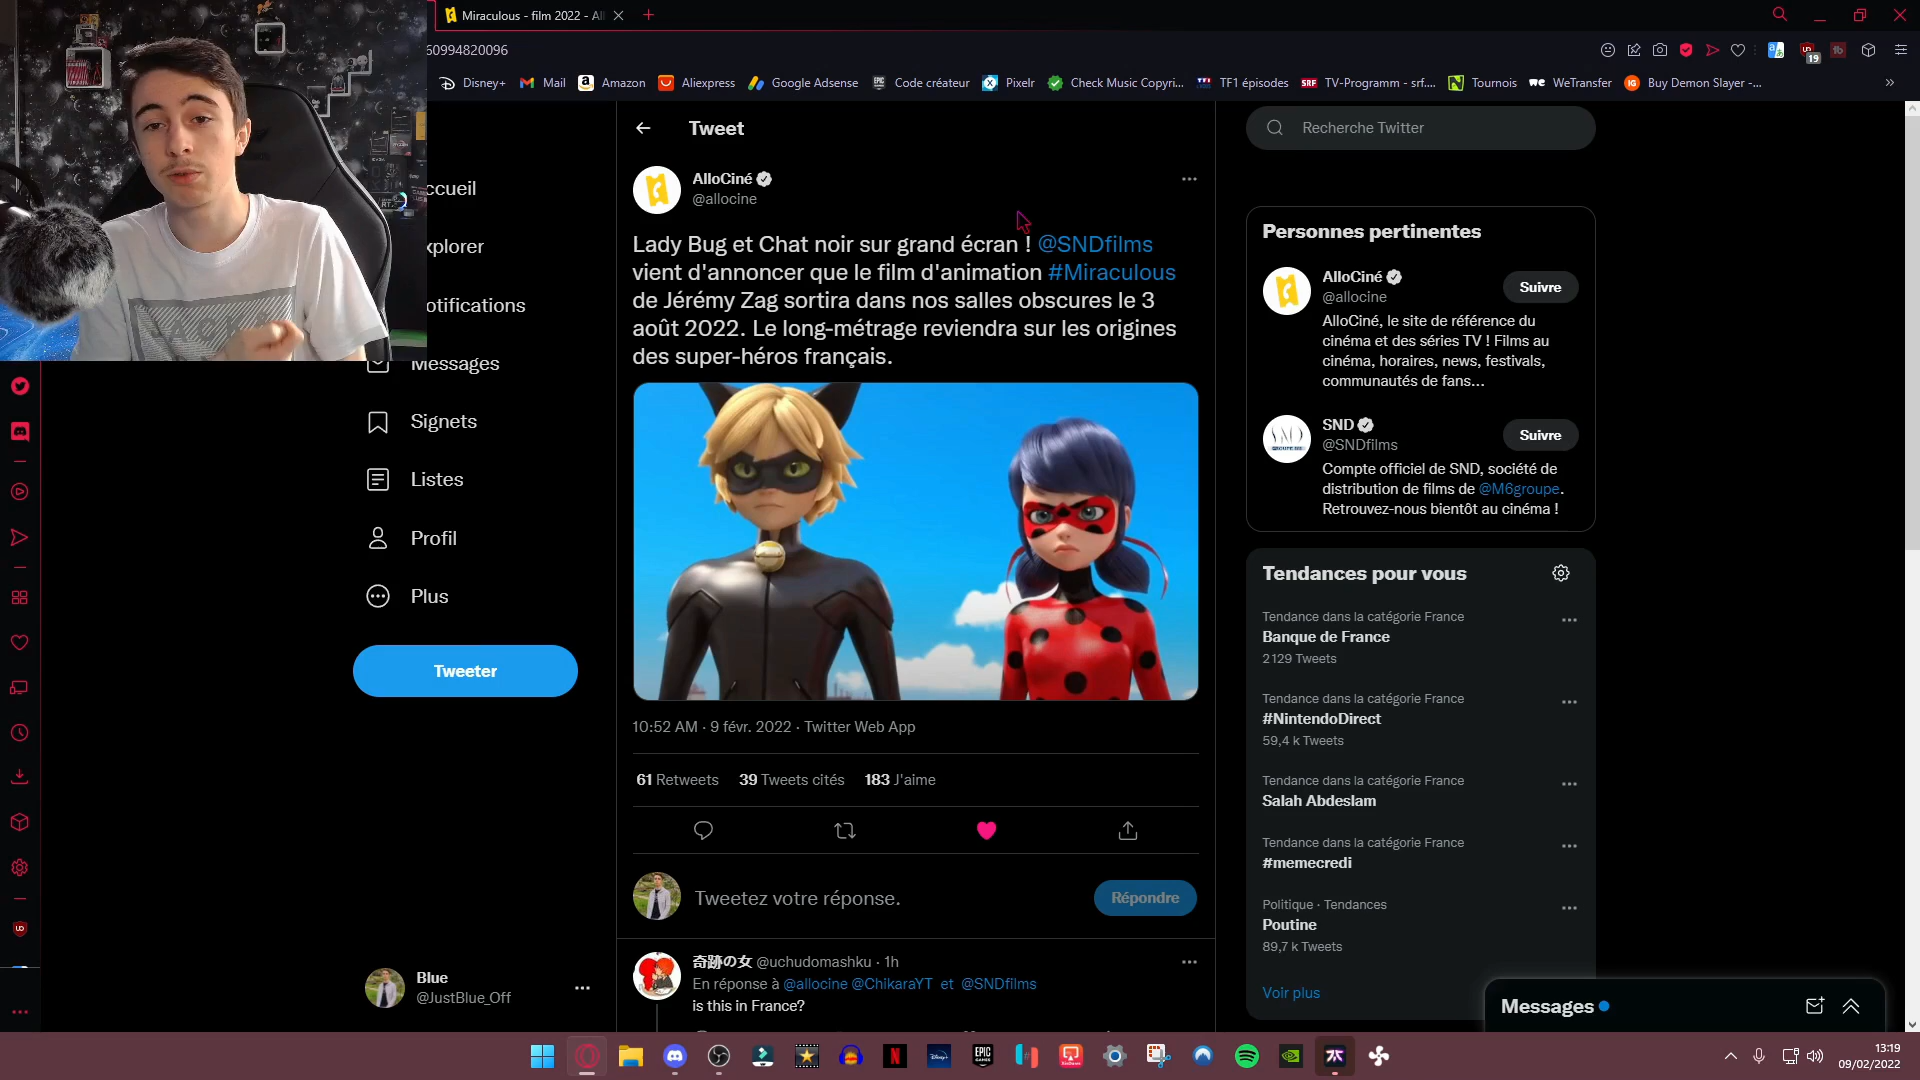 Miraculous - film 2022 - Al
60994820096
Disney+
Mail
Amazon
Aliexpress
Google Adsense
Code créateur
Pixelr
Check Music Copyri...
TF1 épisodes
SRF TV-Programm - srf....
Tournois
WeTransfer
IG Buy Demon Slayer -...
Tweet
AlloCiné
@allocine
Lady Bug et Chat noir sur grand écran ! @SNDfilms
vient d'annoncer que le film d'animation #Miraculous
de Jérémy Zag sortira dans nos salles obscures le 3
août 2022. Le long-métrage reviendra sur les origines
des super-héros français.
10:52 AM · 9 févr. 2022 · Twitter Web App
61 Retweets 39 Tweets cités 183 J'aime
Tweetez votre réponse.
Répondre
奇跡の女 @uchudomashku · 1h
En réponse à @allocine @ChikaraYT et @SNDfilms
is this in France?
ccueil
xplorer
otifications
Messages
Signets
Listes
Profil
Plus
Tweeter
Blue
@JustBlue_Off
Recherche Twitter
Personnes pertinentes
AlloCiné
@allocine
Suivre
AlloCiné, le site de référence du
cinéma et des séries TV ! Films au
cinéma, horaires, news, festivals,
communautés de fans...
SND
@SNDfilms
Suivre
Compte officiel de SND, société de
distribution de films de @M6groupe.
Retrouvez-nous bientôt au cinéma !
Tendances pour vous
Tendance dans la catégorie France
Banque de France
2 129 Tweets
Tendance dans la catégorie France
#NintendoDirect
59,4 k Tweets
Tendance dans la catégorie France
Salah Abdeslam
Tendance dans la catégorie France
#memecredi
Politique · Tendances
Poutine
89,7 k Tweets
Voir plus
Messages
13:19
09/02/2022